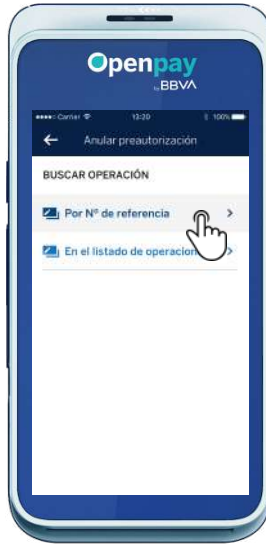 Openpay
by BBVA
Carrier 13:20 100%
Anular preautorización
BUSCAR OPERACIÓN
Por Nº de referencia
En el listado de operacion